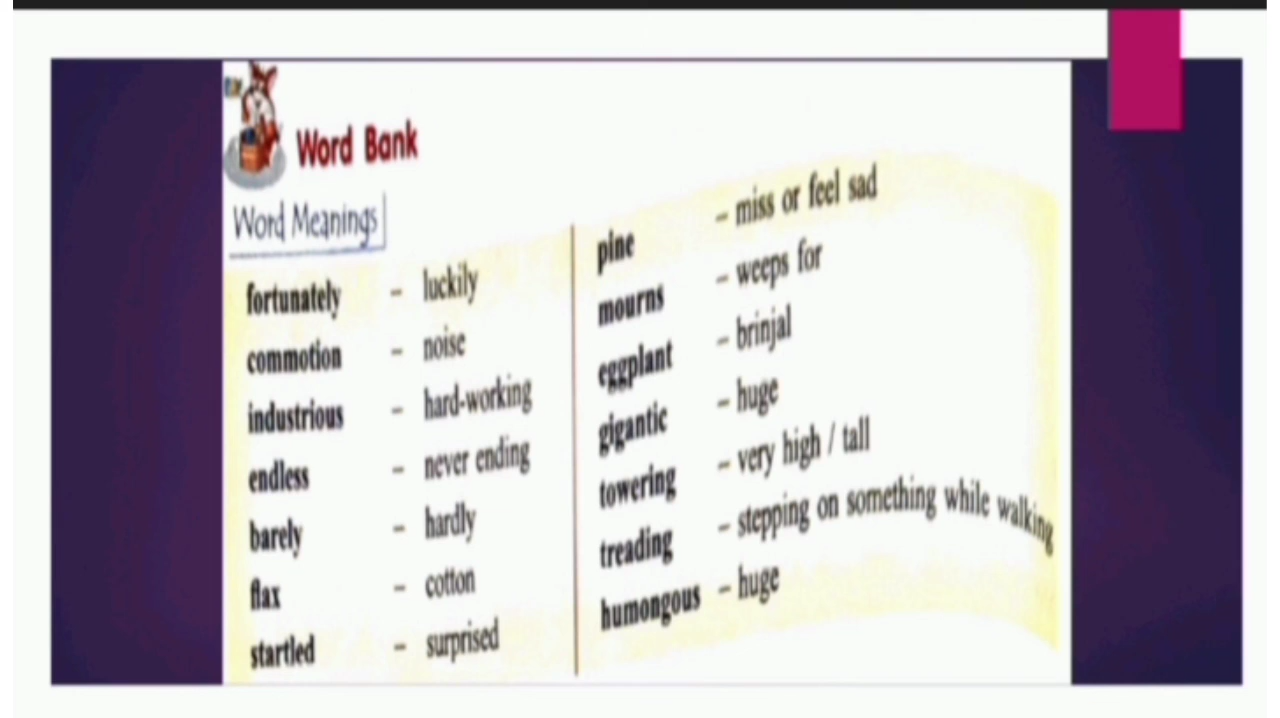 Word Bank
Word Meanings
fortunately – luckily
commotion – noise
industrious – hard-working
endless – never ending
barely – hardly
flax – cotton
startled – surprised
pine – miss or feel sad
mourns – weeps for
eggplant – brinjal
gigantic – huge
towering – very high / tall
treading – stepping on something while walking
humongous – huge